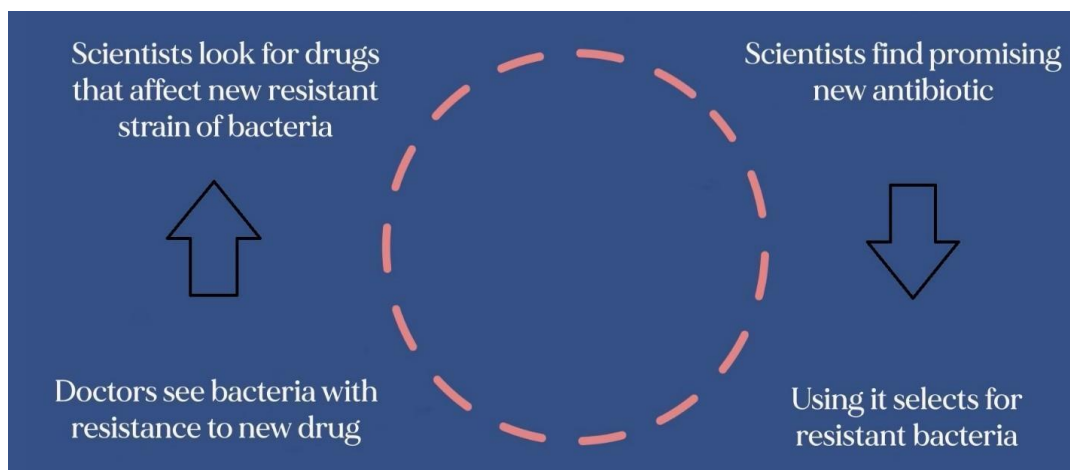 Scientists look for drugs
that affect new resistant
strain of bacteria
Scientists find promising
new antibiotic
Doctors see bacteria with
resistance to new drug
Using it selects for
resistant bacteria